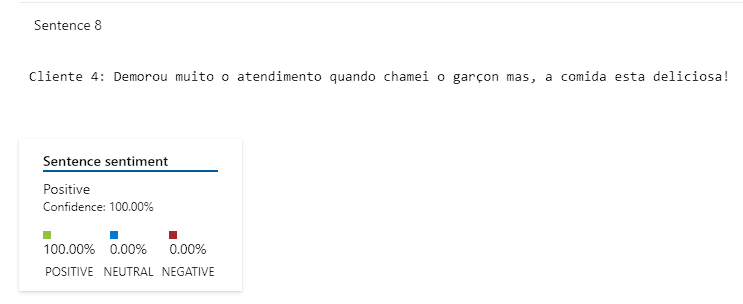 Sentence 8
Cliente 4: Demorou muito o atendimento quando chamei o garçon mas, a comida esta deliciosa!
Sentence sentiment
Positive
Confidence: 100.00%
100.00% 0.00% 0.00%
POSITIVE NEUTRAL NEGATIVE